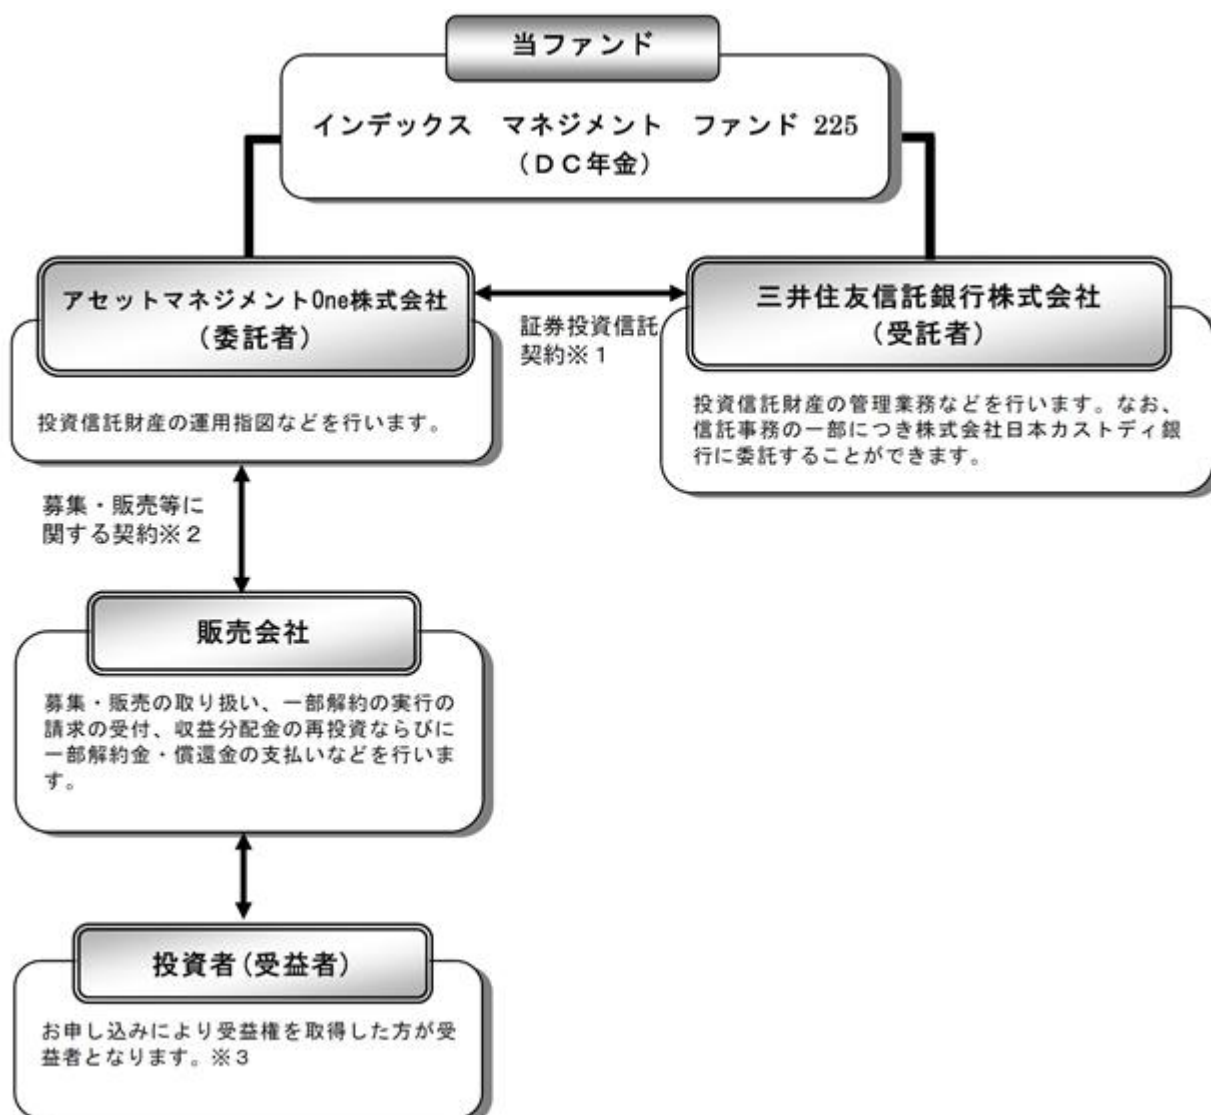 当ファンド
インデックス　マネジメント　ファンド 225
（ＤＣ年金）
アセットマネジメントOne株式会社
（委託者）
投資信託財産の運用指図などを行います。
証券投資信託
契約※１
三井住友信託銀行株式会社
（受託者）
投資信託財産の管理業務などを行います。なお、
信託事務の一部につき株式会社日本カストディ銀
行に委託することができます。
募集・販売等に
関する契約※２
販売会社
募集・販売の取り扱い、一部解約の実行の
請求の受付、収益分配金の再投資ならびに
一部解約金・償還金の支払いなどを行いま
す。
投資者(受益者)
お申し込みにより受益権を取得した方が受
益者となります。※３